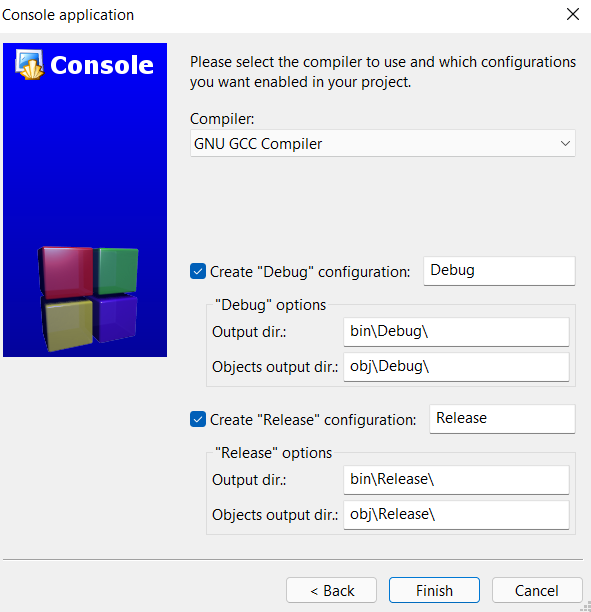 Console application
Console
Please select the compiler to use and which configurations
you want enabled in your project.
Compiler:
GNU GCC Compiler
Create "Debug" configuration: Debug
"Debug" options
Output dir.: bin\Debug\
Objects output dir.: obj\Debug\
Create "Release" configuration: Release
"Release" options
Output dir.: bin\Release\
Objects output dir.: obj\Release\
< Back Finish Cancel